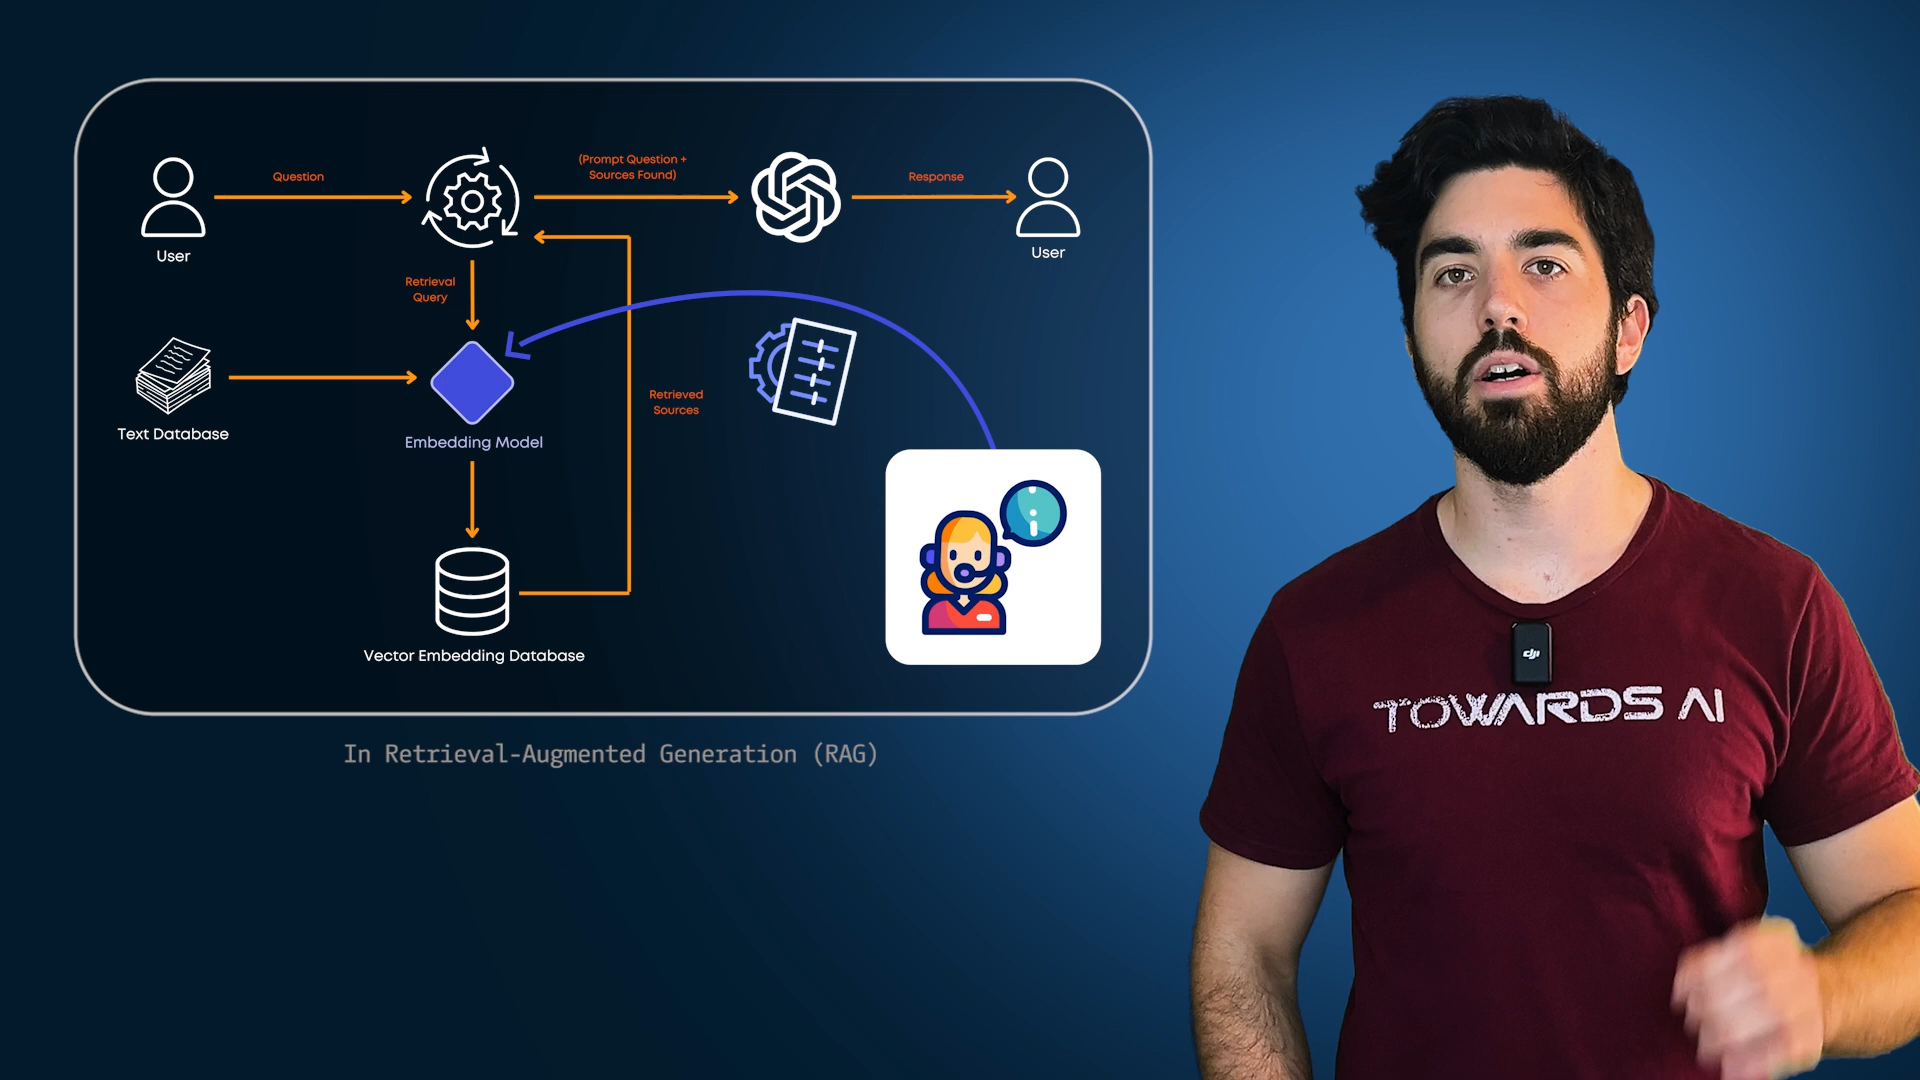 Question
(Prompt Question +
Sources Found)
Response
User
User
Retrieval
Query
Retrieved
Sources
Text Database
Embedding Model
Vector Embedding Database
In Retrieval-Augmented Generation (RAG)
dji
TOWARDS AI